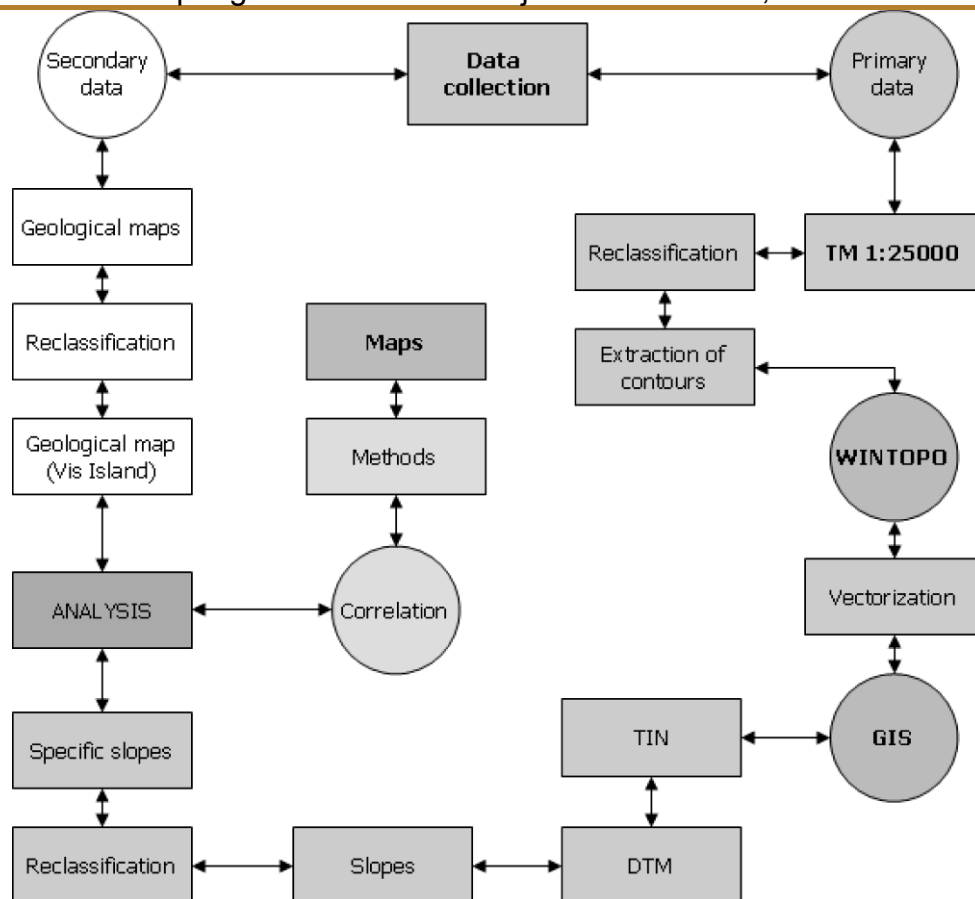 Secondary
data
Data
collection
Primary
data
Geological maps
Reclassification
TM 1:25000
Reclassification
Maps
Extraction of
contours
Geological map
(Vis Island)
Methods
WINTOPO
ANALYSIS
Correlation
Vectorization
Specific slopes
TIN
GIS
Reclassification
Slopes
DTM